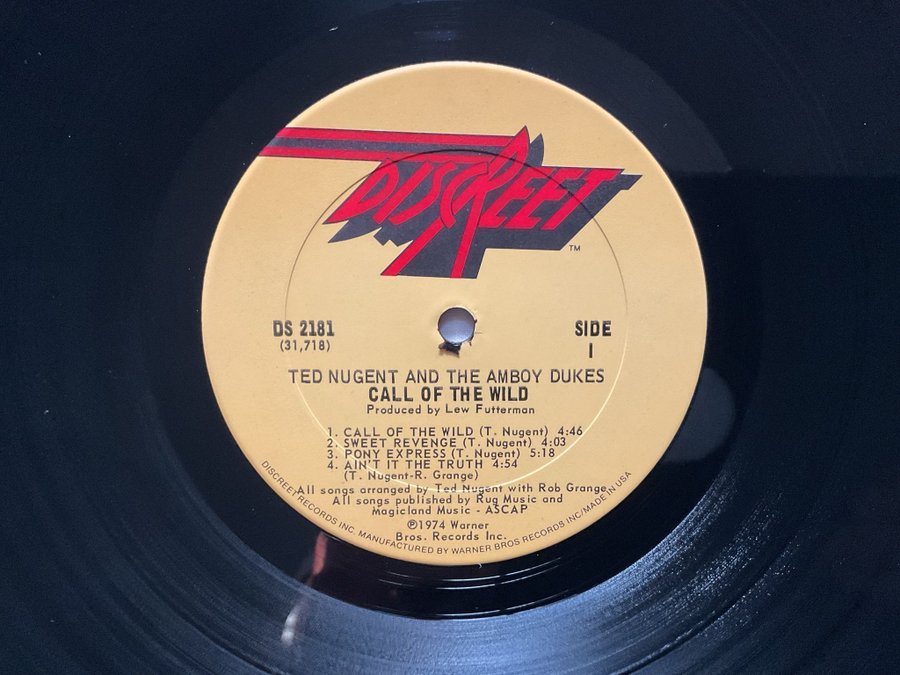 DISCREET
TM
DS 2181
(31,718)
SIDE
1
TED NUGENT AND THE AMBOY DUKES
CALL OF THE WILD
Produced by Lew Futterman
1. CALL OF THE WILD (T. Nugent) 4:46
2. SWEET REVENGE (T. Nugent) 4:03
3. PONY EXPRESS (T. Nugent) 5:18
4. AIN'T IT THE TRUTH 4:54
(T. Nugent-R. Grange)
All songs arranged by Ted Nugent with Rob Grange
All songs published by Rug Music and
Magicland Music - ASCAP
℗1974 Warner
Bros. Records Inc.
DISCREET RECORDS INC. MANUFACTURED BY WARNER BROS RECORDS INC/MADE IN USA